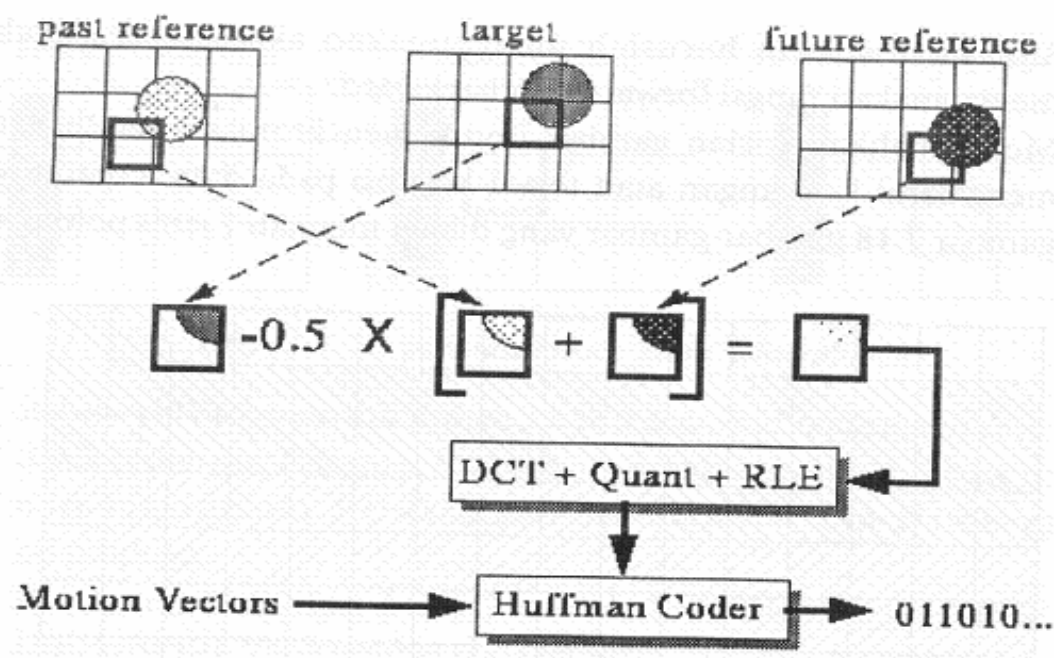 past reference
target
future reference
-0.5 X [ + ] =
DCT + Quant + RLE
Motion Vectors
Huffman Coder
011010...